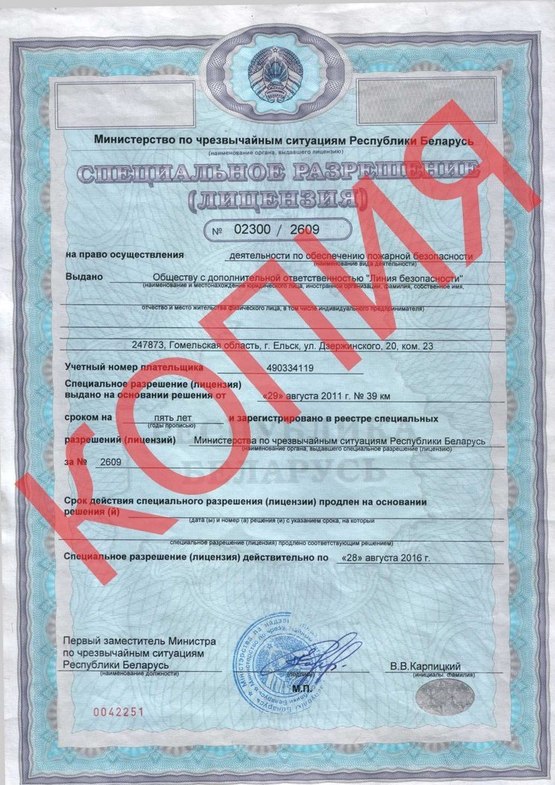 Министерство по чрезвычайным ситуациям Республики Беларусь
(наименование органа, выдавшего лицензию)
СПЕЦИАЛЬНОЕ РАЗРЕШЕНИЕ
(ЛИЦЕНЗИЯ)
№ 02300 / 2609
на право осуществления деятельности по обеспечению пожарной безопасности
(наименование вида деятельности)
Выдано Обществу с дополнительной ответственностью "Линия безопасности"
(наименование и местонахождение юридического лица, иностранной организации, фамилия, собственное имя,
отчество и место жительства физического лица, в том числе индивидуального предпринимателя)
247873, Гомельская область, г. Ельск, ул. Дзержинского, 20, ком. 23
Учетный номер плательщика 490334119
Специальное разрешение (лицензия)
выдано на основании решения от «29» августа 2011 г. № 39 км
сроком на пять лет и зарегистрировано в реестре специальных
(годы прописью)
разрешений (лицензий) Министерства по чрезвычайным ситуациям Республики Беларусь
(наименование органа, выдавшего специальное разрешение (лицензию)
за № 2609
БЕЛАРУСЬ
Срок действия специального разрешения (лицензии) продлен на основании
решения (й)
(дата (ы) и номер (а) решения (й) с указанием срока, на который
специальное разрешение (лицензия) продлено соответствующим решением)
Специальное разрешение (лицензия) действительно по «28» августа 2016 г.
Первый заместитель Министра
по чрезвычайным ситуациям
Республики Беларусь В.В.Карпицкий
(наименование должности) (подпись) (инициалы фамилия)
М.П.
0042251
КОПИЯ